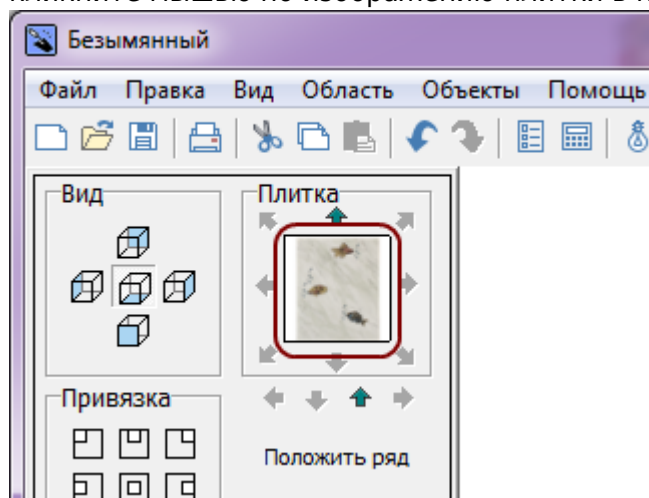 Безымянный
Файл Правка Вид Область Объекты Помощь
Вид
Плитка
Привязка
Положить ряд